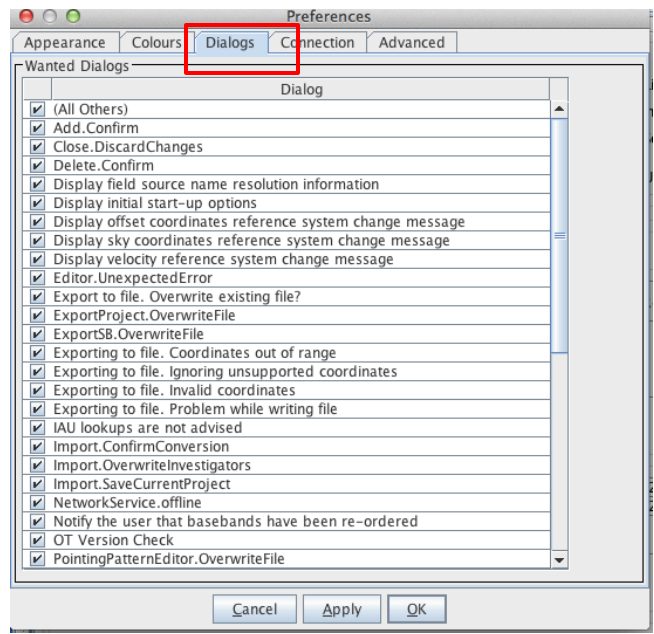 Preferences
Appearance Colours Dialogs Connection Advanced
Wanted Dialogs
Dialog
(All Others)
Add.Confirm
Close.DiscardChanges
Delete.Confirm
Display field source name resolution information
Display initial start-up options
Display offset coordinates reference system change message
Display sky coordinates reference system change message
Display velocity reference system change message
Editor.UnexpectedError
Export to file. Overwrite existing file?
ExportProject.OverwriteFile
ExportSB.OverwriteFile
Exporting to file. Coordinates out of range
Exporting to file. Ignoring unsupported coordinates
Exporting to file. Invalid coordinates
Exporting to file. Problem while writing file
IAU lookups are not advised
Import.ConfirmConversion
Import.OverwriteInvestigators
Import.SaveCurrentProject
NetworkService.offline
Notify the user that basebands have been re-ordered
OT Version Check
PointingPatternEditor.OverwriteFile
Cancel Apply OK